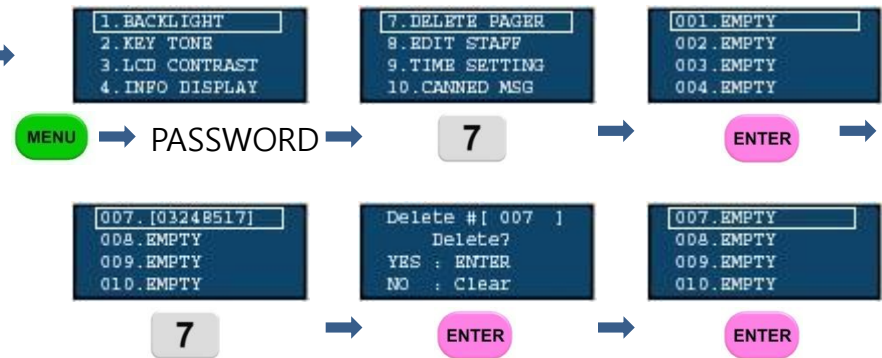 1.BACKLIGHT
2.KEY TONE
3.LCD CONTRAST
4.INFO DISPLAY
7.DELETE PAGER
8.EDIT STAFF
9.TIME SETTING
10.CANNED MSG
001.EMPTY
002.EMPTY
003.EMPTY
004.EMPTY
MENU
PASSWORD
7
ENTER
007.[03248517]
008.EMPTY
009.EMPTY
010.EMPTY
Delete #[ 007 ]
Delete?
YES : ENTER
NO : Clear
007.EMPTY
008.EMPTY
009.EMPTY
010.EMPTY
7
ENTER
ENTER